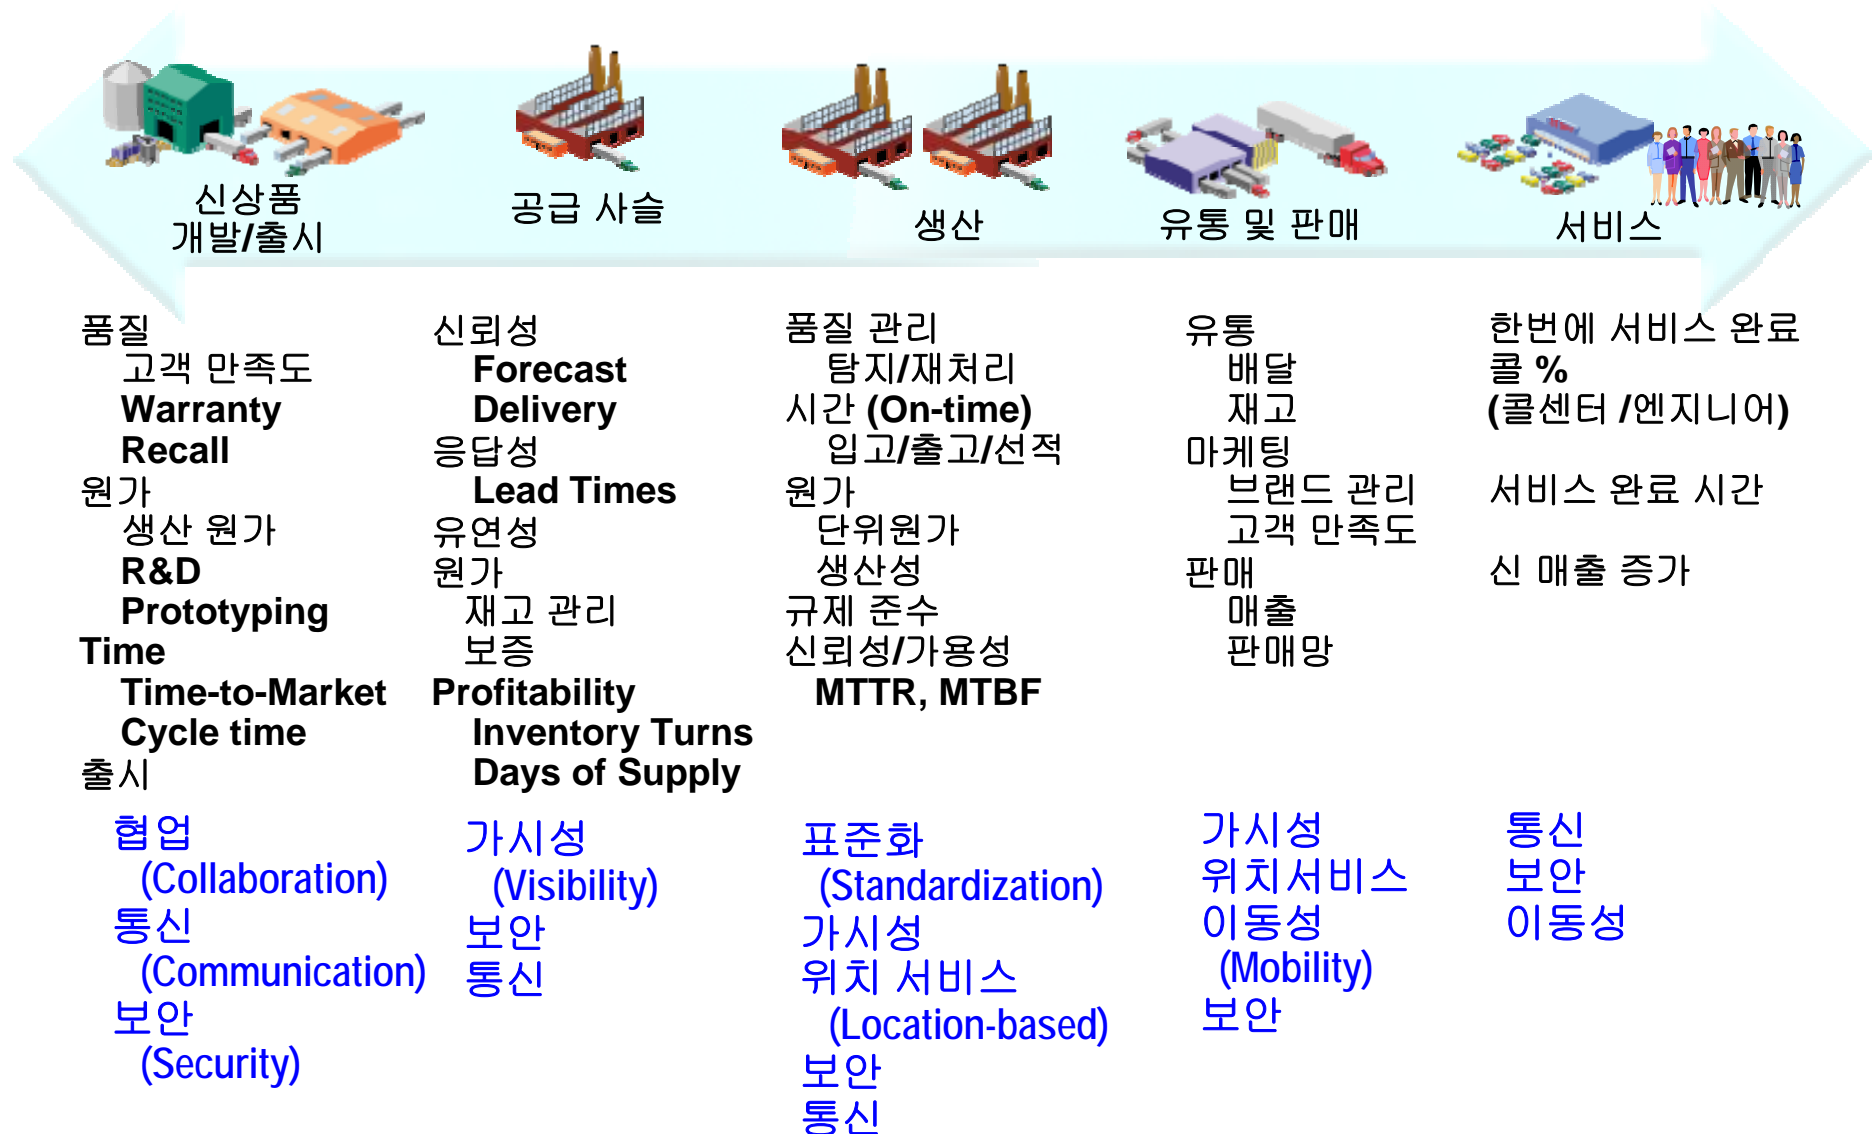 신상품
개발/출시
공급 사슬
생산
유통 및 판매
서비스
품질
고객 만족도
Warranty
Recall
원가
생산 원가
R&D
Prototyping
Time
Time-to-Market
Cycle time
출시
협업
(Collaboration)
통신
(Communication)
보안
(Security)
신뢰성
Forecast
Delivery
응답성
Lead Times
유연성
원가
재고 관리
보증
Profitability
Inventory Turns
Days of Supply
가시성
(Visibility)
보안
통신
품질 관리
탐지/재처리
시간 (On-time)
입고/출고/선적
원가
단위원가
생산성
규제 준수
신뢰성/가용성
MTTR, MTBF
표준화
(Standardization)
가시성
위치 서비스
(Location-based)
보안
통신
유통
배달
재고
마케팅
브랜드 관리
고객 만족도
판매
매출
판매망
가시성
위치서비스
이동성
(Mobility)
보안
한번에 서비스 완료
콜 %
(콜센터 /엔지니어)
서비스 완료 시간
신 매출 증가
통신
보안
이동성